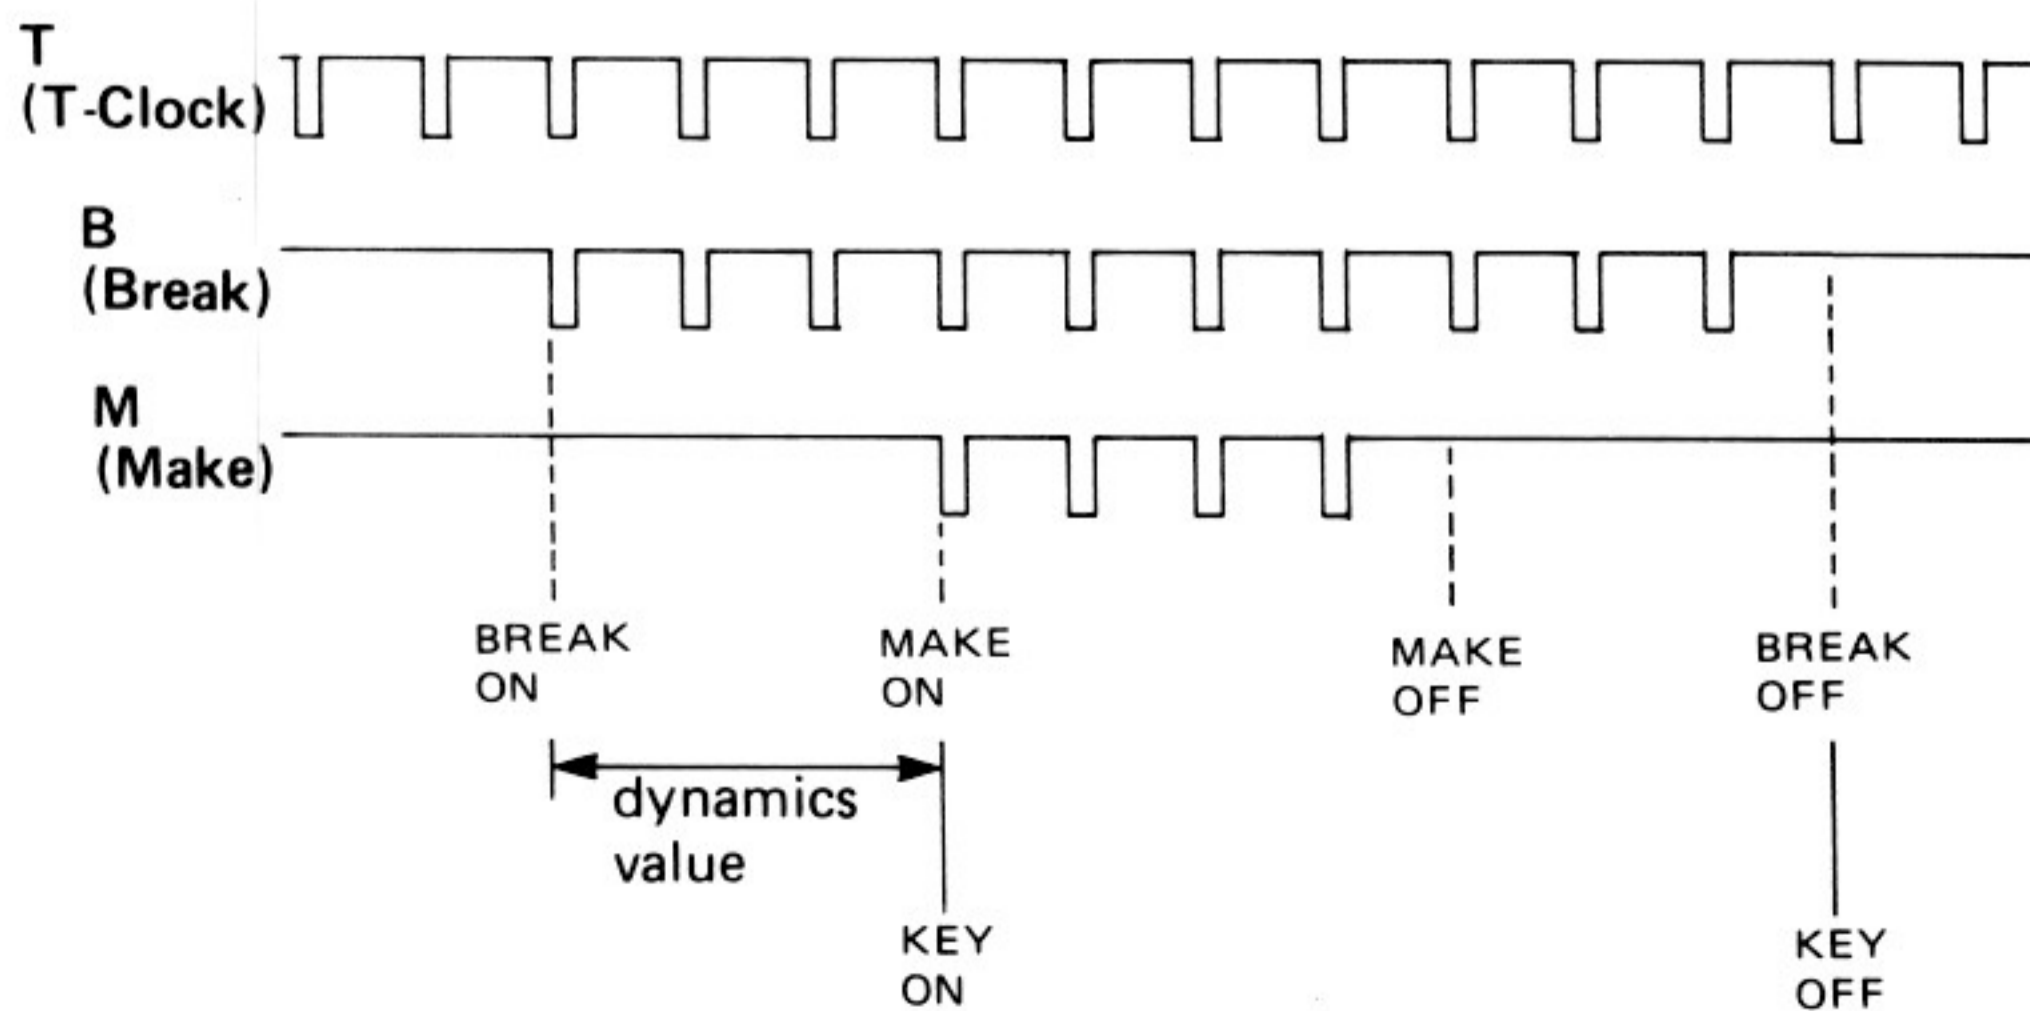 T
(T-Clock)
B
(Break)
M
(Make)
BREAK
ON
MAKE
ON
MAKE
OFF
BREAK
OFF
dynamics
value
KEY
ON
KEY
OFF